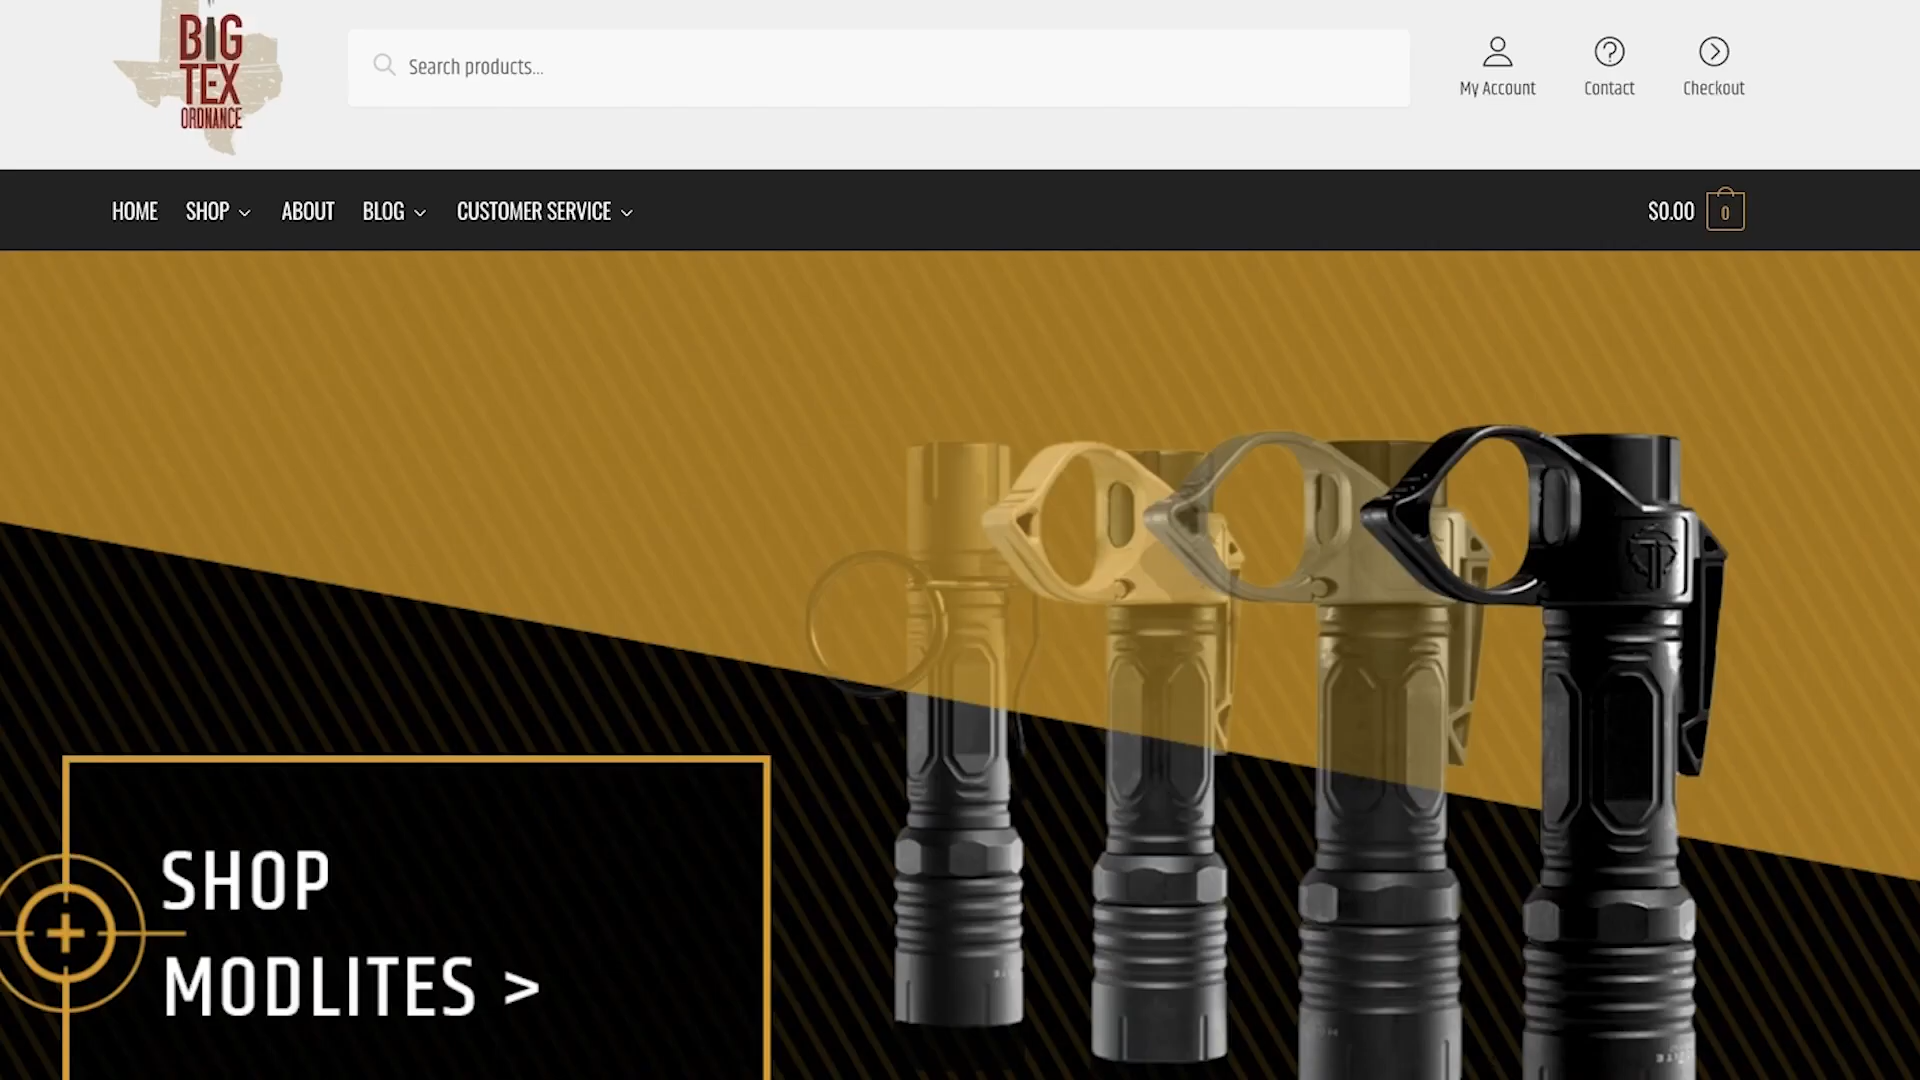 BIG
TEX
ORDNANCE
Search products...
My Account
Contact
Checkout
HOME
SHOP
ABOUT
BLOG
CUSTOMER SERVICE
$0.00
0
SHOP
MODLITES >